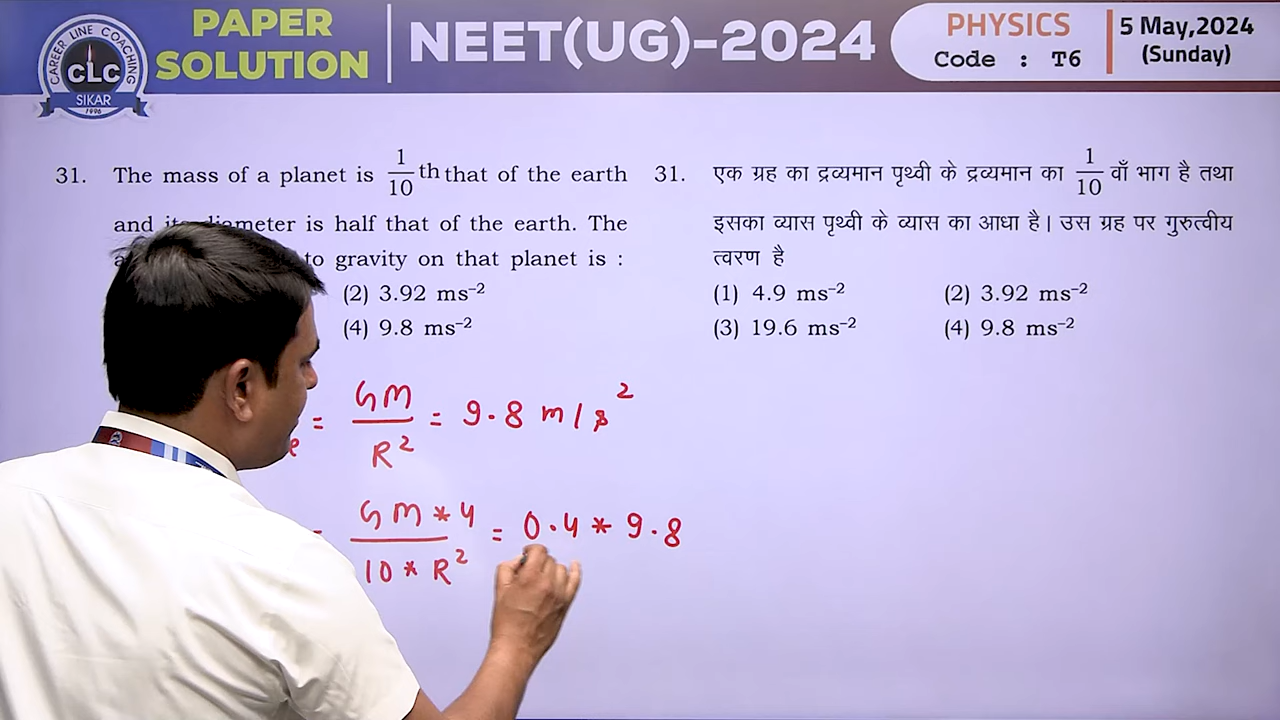 CAREER LINE COACHING
CLC
SIKAR
1996
PAPER
SOLUTION
NEET(UG)-2024
PHYSICS
Code : T6
5 May,2024
(Sunday)
31. The mass of a planet is 1/10 th that of the earth
and its diameter is half that of the earth. The
to gravity on that planet is :
(2) 3.92 ms⁻²
(4) 9.8 ms⁻²
31. एक ग्रह का द्रव्यमान पृथ्वी के द्रव्यमान का 1/10 वाँ भाग है तथा
इसका व्यास पृथ्वी के व्यास का आधा है। उस ग्रह पर गुरुत्वीय
त्वरण है
(1) 4.9 ms⁻² (2) 3.92 ms⁻²
(3) 19.6 ms⁻² (4) 9.8 ms⁻²
= GM/R² = 9.8 m/s²
= GM*4/10*R² = 0.4*9.8